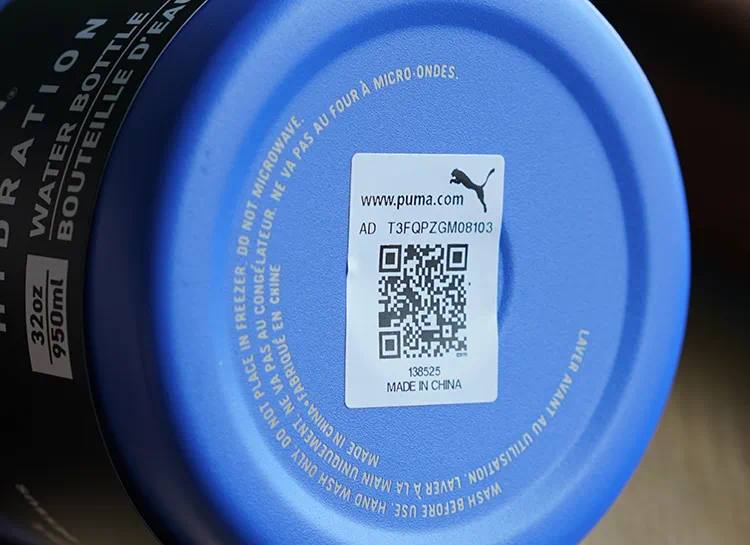 HYDRATION
WATER BOTTLE
BOUTEILLE D'EAU
32oz
950ml
www.puma.com
AD T3FQPZGM08103
138525
MADE IN CHINA
WASH BEFORE USE. HAND WASH ONLY. DO NOT PLACE IN FREEZER. DO NOT MICROWAVE.
LAVER AVANT AU UTILISATION. LAVER À LA MAIN UNIQUEMENT. NE VA PAS AU CONGÉLATEUR. NE VA PAS AU FOUR À MICRO-ONDES.
MADE IN CHINA•FABRIQUÉ EN CHINE